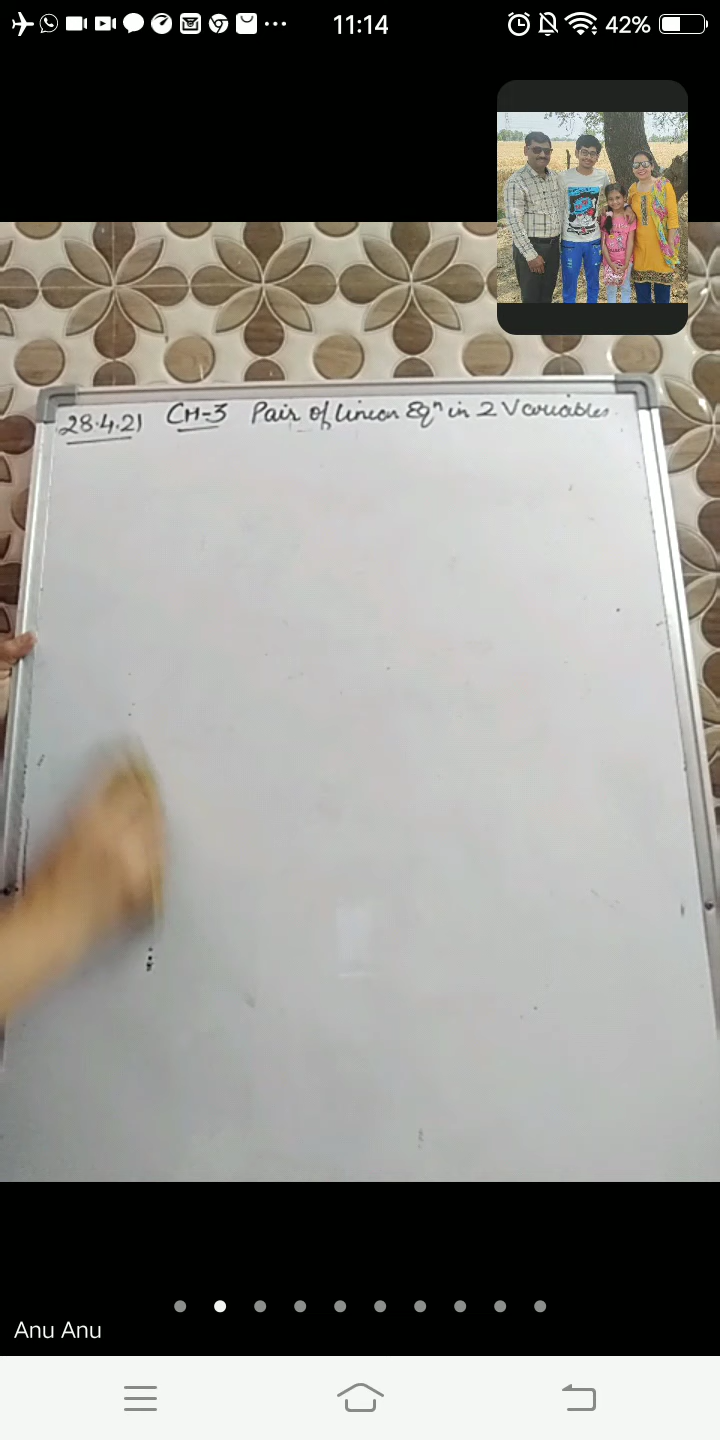 11:14
42%
28.4.21 CH-3 Pair of Linear Eqⁿ in 2 Variables.
Anu Anu